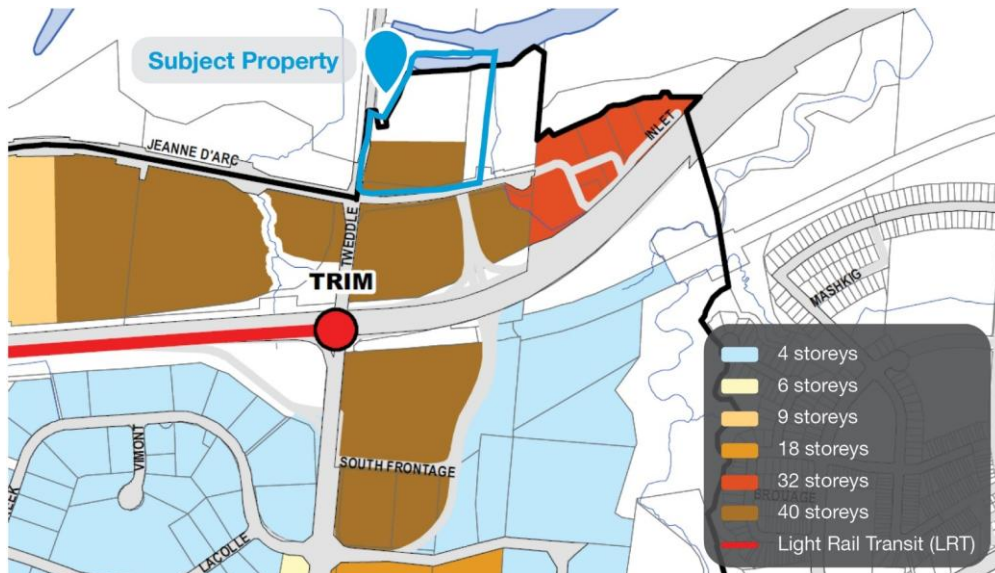 Subject Property
JEANNE D'ARC
INLET
TWEDDLE
TRIM
MASHKIG
4 storeys
6 storeys
9 storeys
18 storeys
32 storeys
40 storeys
Light Rail Transit (LRT)
VIMONT
SOUTH FRONTAGE
BROUAGE
LACOLLE